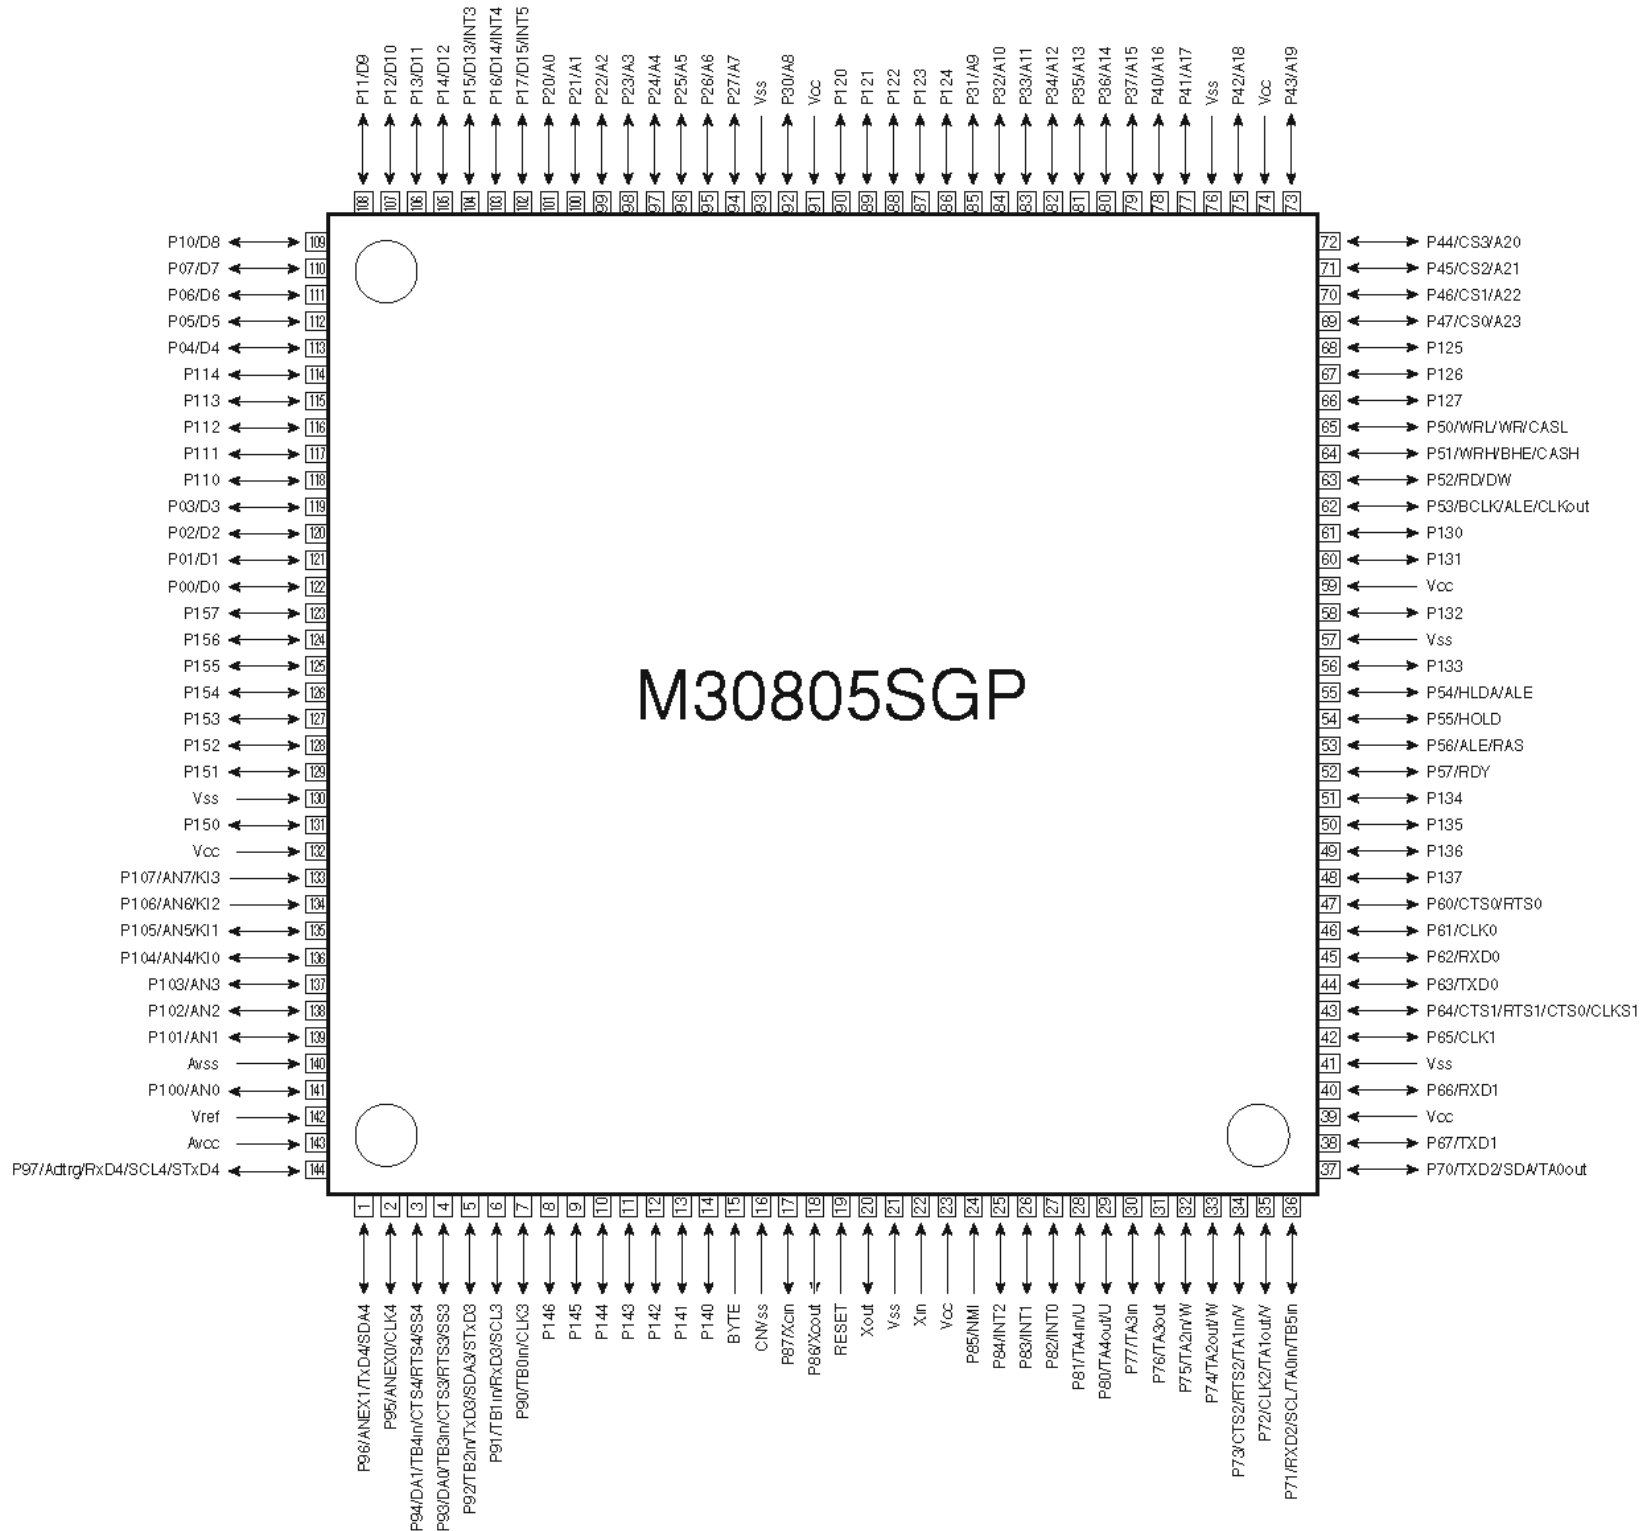 P11/D9
P12/D10
P13/D11
P14/D12
P15/D13/INT3
P16/D14/INT4
P17/D15/INT5
P20/A0
P21/A1
P22/A2
P23/A3
P24/A4
P25/A5
P26/A6
P27/A7
Vss
P30/A8
Vcc
P120
P121
P122
P123
P124
P31/A9
P32/A10
P33/A11
P34/A12
P35/A13
P36/A14
P37/A15
P40/A16
P41/A17
Vss
P42/A18
Vcc
P43/A19
108
107
106
105
104
103
102
101
100
99
98
97
96
95
94
93
92
91
90
89
88
87
86
85
84
83
82
81
80
79
78
77
76
75
74
73
P10/D8 109
P07/D7 110
P06/D6 111
P05/D5 112
P04/D4 113
P114 114
P113 115
P112 116
P111 117
P110 118
P03/D3 119
P02/D2 120
P01/D1 121
P00/D0 122
P157 123
P156 124
P155 125
P154 126
P153 127
P152 128
P151 129
Vss 130
P150 131
Vcc 132
P107/AN7/KI3 133
P106/AN6/KI2 134
P105/AN5/KI1 135
P104/AN4/KI0 136
P103/AN3 137
P102/AN2 138
P101/AN1 139
Avss 140
P100/AN0 141
Vref 142
Avcc 143
P97/Adtrg/RxD4/SCL4/STxD4 144
M30805SGP
72 P44/CS3/A20
71 P45/CS2/A21
70 P46/CS1/A22
69 P47/CS0/A23
68 P125
67 P126
66 P127
65 P50/WRL/WR/CASL
64 P51/WRH/BHE/CASH
63 P52/RD/DW
62 P53/BCLK/ALE/CLKout
61 P130
60 P131
59 Vcc
58 P132
57 Vss
56 P133
55 P54/HLDA/ALE
54 P55/HOLD
53 P56/ALE/RAS
52 P57/RDY
51 P134
50 P135
49 P136
48 P137
47 P60/CTS0/RTS0
46 P61/CLK0
45 P62/RXD0
44 P63/TXD0
43 P64/CTS1/RTS1/CTS0/CLKS1
42 P65/CLK1
41 Vss
40 P66/RXD1
39 Vcc
38 P67/TXD1
37 P70/TXD2/SDA/TA0out
1
2
3
4
5
6
7
8
9
10
11
12
13
14
15
16
17
18
19
20
21
22
23
24
25
26
27
28
29
30
31
32
33
34
35
36
P96/ANEX1/TxD4/SDA4
P95/ANEX0/CLK4
P94/DA1/TB4in/CTS4/RTS4/SS4
P93/DA0/TB3in/CTS3/RTS3/SS3
P92/TB2in/TxD3/SDA3/STxD3
P91/TB1in/RxD3/SCL3
P90/TB0in/CLK3
P146
P145
P144
P143
P142
P141
P140
BYTE
CNVss
P87/Xcin
P86/Xcout
RESET
Xout
Vss
Xin
Vcc
P85/NMI
P84/INT2
P83/INT1
P82/INT0
P81/TA4in/U
P80/TA4out/U
P77/TA3in
P76/TA3out
P75/TA2in/W
P74/TA2out/W
P73/CTS2/RTS2/TA1in/V
P72/CLK2/TA1out/V
P71/RXD2/SCL/TA0in/TB5in